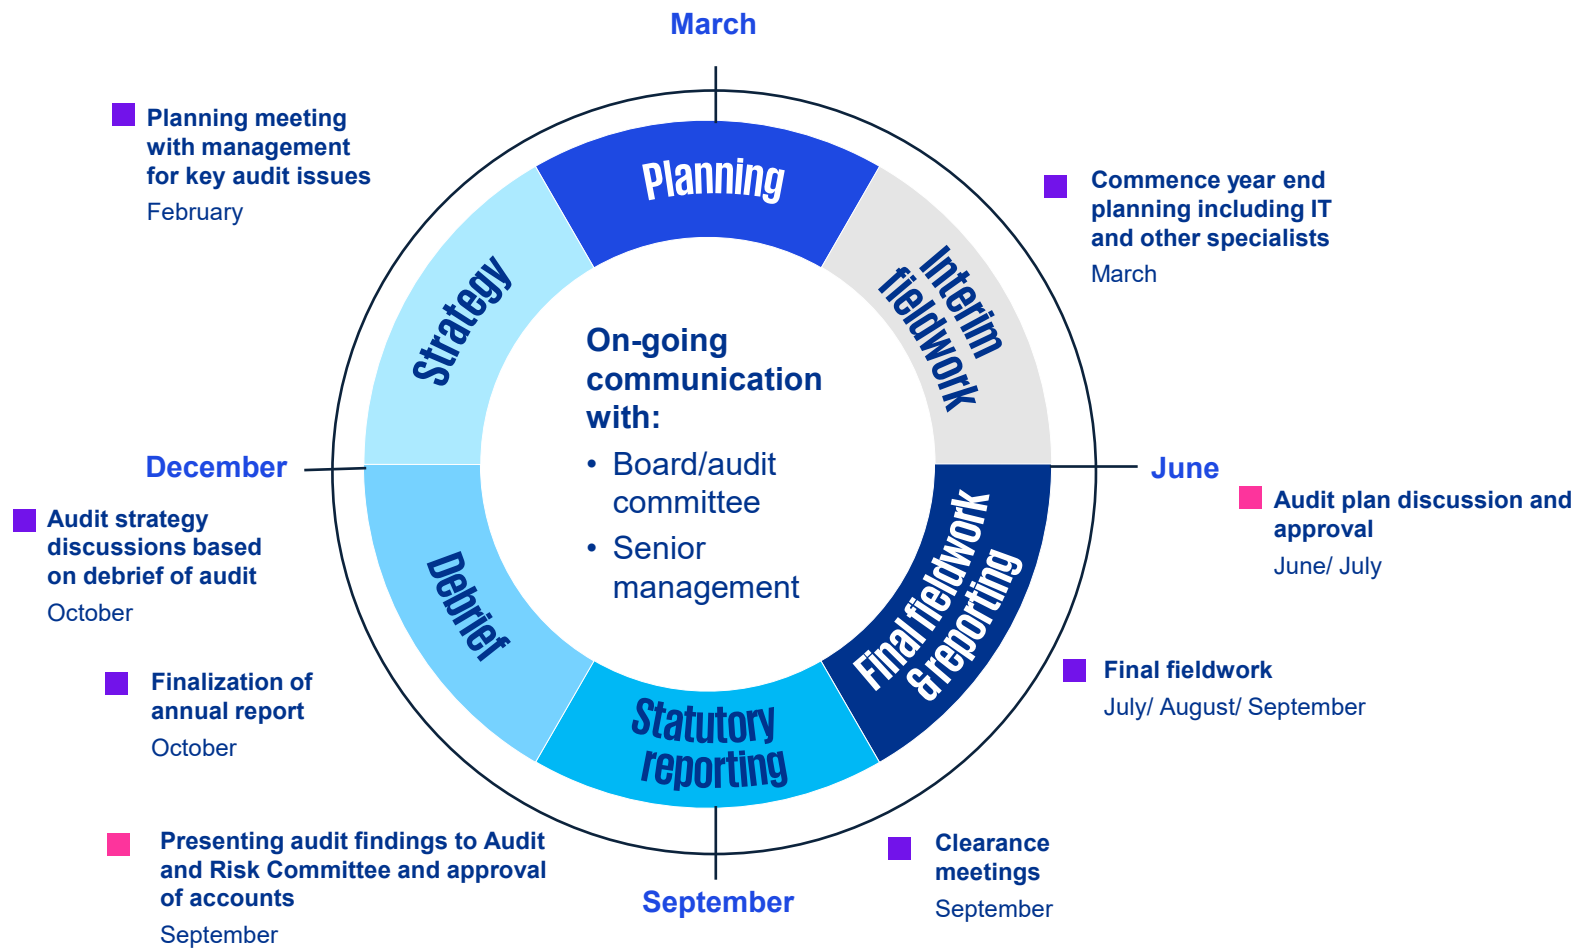 March
Planning meeting
with management
for key audit issues
February
Planning
Commence year end
planning including IT
and other specialists
March
Interim
fieldwork
Strategy
On-going
communication
with:
• Board/audit
committee
• Senior
management
December
June
Audit plan discussion and
approval
June/ July
Audit strategy
discussions based
on debrief of audit
October
Final fieldwork
& reporting
Debrief
Final fieldwork
July/ August/ September
Finalization of
annual report
October
Statutory
reporting
Presenting audit findings to Audit
and Risk Committee and approval
of accounts
September
Clearance
meetings
September
September